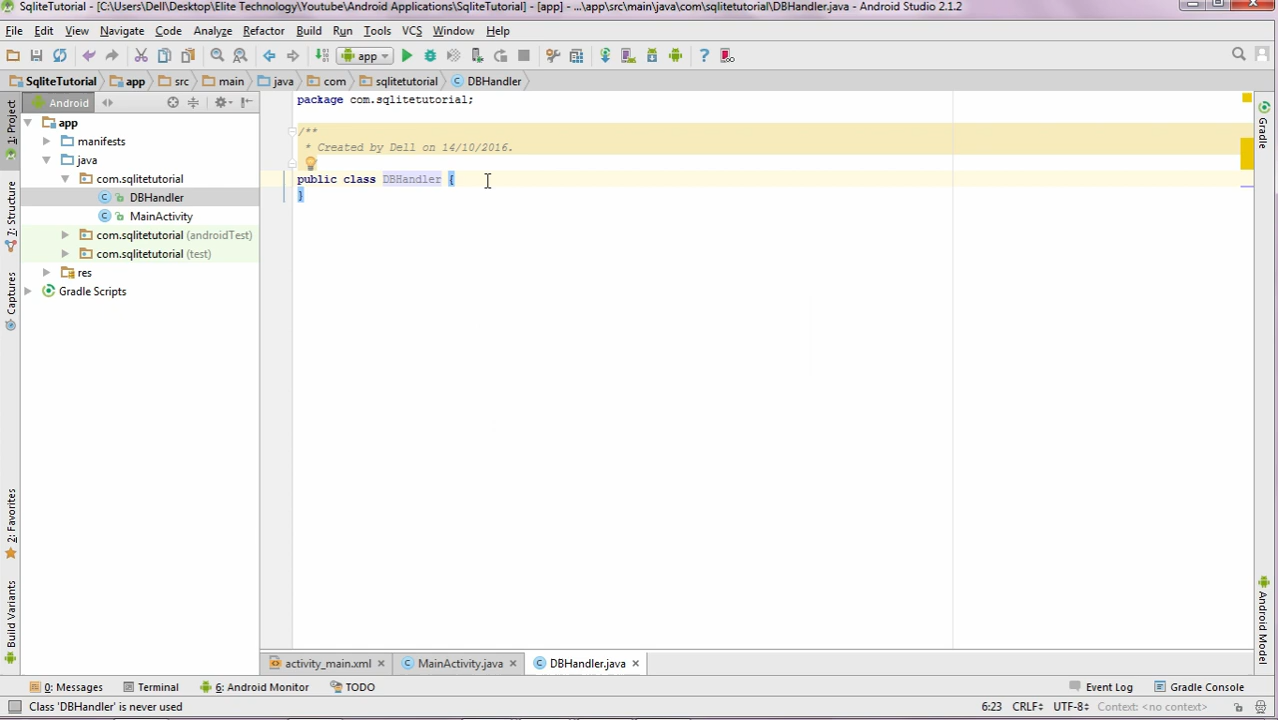 SqliteTutorial - [C:\Users\Dell\Desktop\Elite Technology\Youtube\Android Applications\SqliteTutorial] - [app] - ...\app\src\main\java\com\sqlitetutorial\DBHandler.java - Android Studio 2.1.2
File Edit View Navigate Code Analyze Refactor Build Run Tools VCS Window Help
app
SqliteTutorial app src main java com sqlitetutorial DBHandler
1: Project
Z: Structure
Captures
2: Favorites
Build Variants
Android
app
manifests
java
com.sqlitetutorial
DBHandler
MainActivity
com.sqlitetutorial (androidTest)
com.sqlitetutorial (test)
res
Gradle Scripts
package com.sqlitetutorial;
/**
* Created by Dell on 14/10/2016.
public class DBHandler {
}
Gradle
Android Model
activity_main.xml MainActivity.java DBHandler.java
0: Messages Terminal 6: Android Monitor TODO Event Log Gradle Console
Class 'DBHandler' is never used 6:23 CRLF UTF-8 Context: <no context>